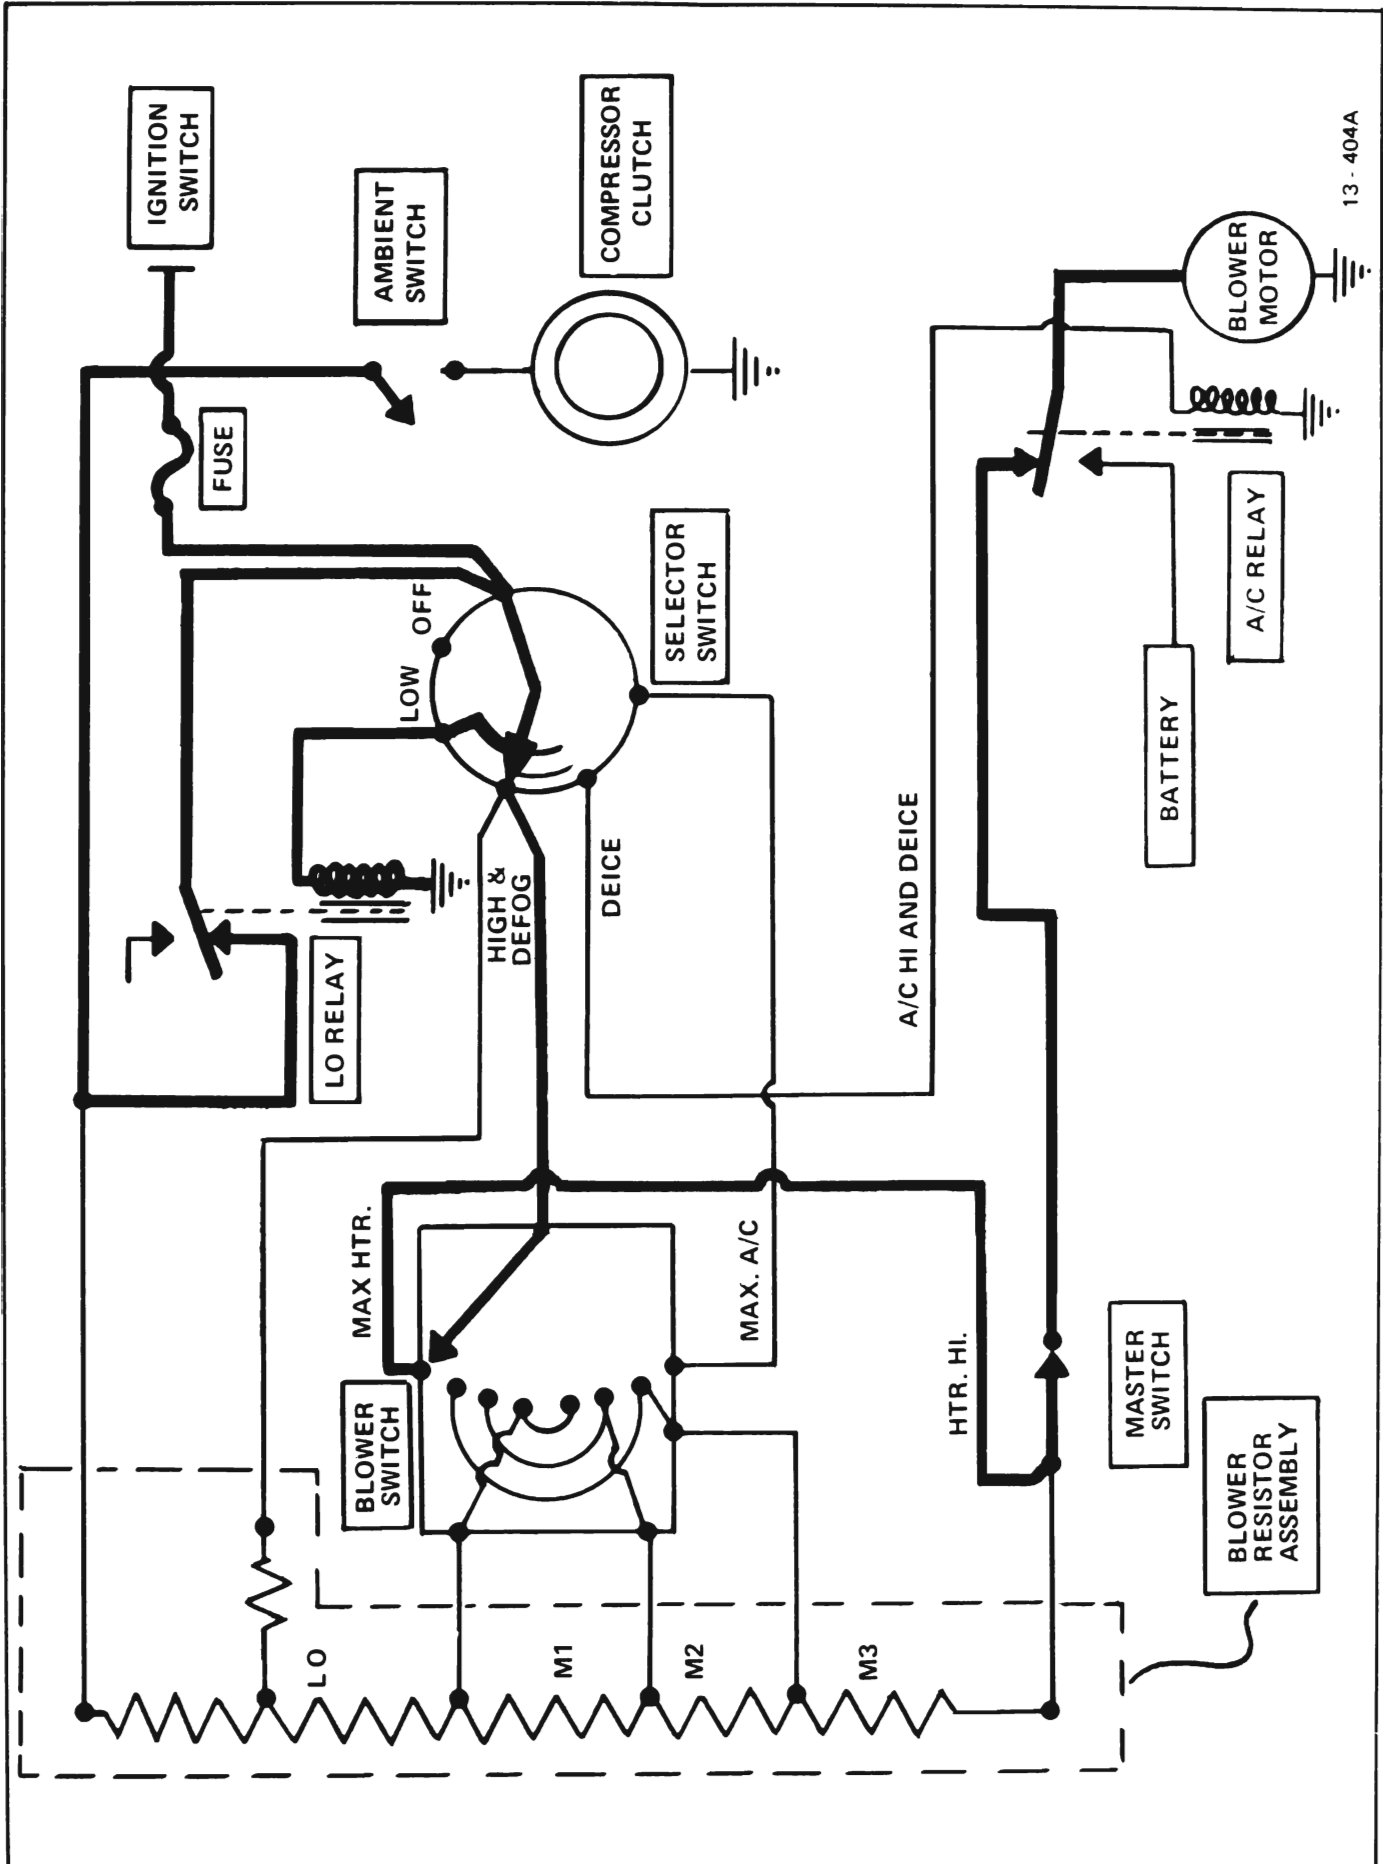 BLOWER
RESISTOR
ASSEMBLY
MASTER
SWITCH
BLOWER
SWITCH
LO
M1
M2
M3
MAX HTR.
MAX. A/C
HTR. HI.
LO RELAY
HIGH &
DEFOG
DEICE
A/C HI AND DEICE
LOW
OFF
SELECTOR
SWITCH
BATTERY
A/C RELAY
FUSE
IGNITION
SWITCH
AMBIENT
SWITCH
COMPRESSOR
CLUTCH
BLOWER
MOTOR
13 - 404A